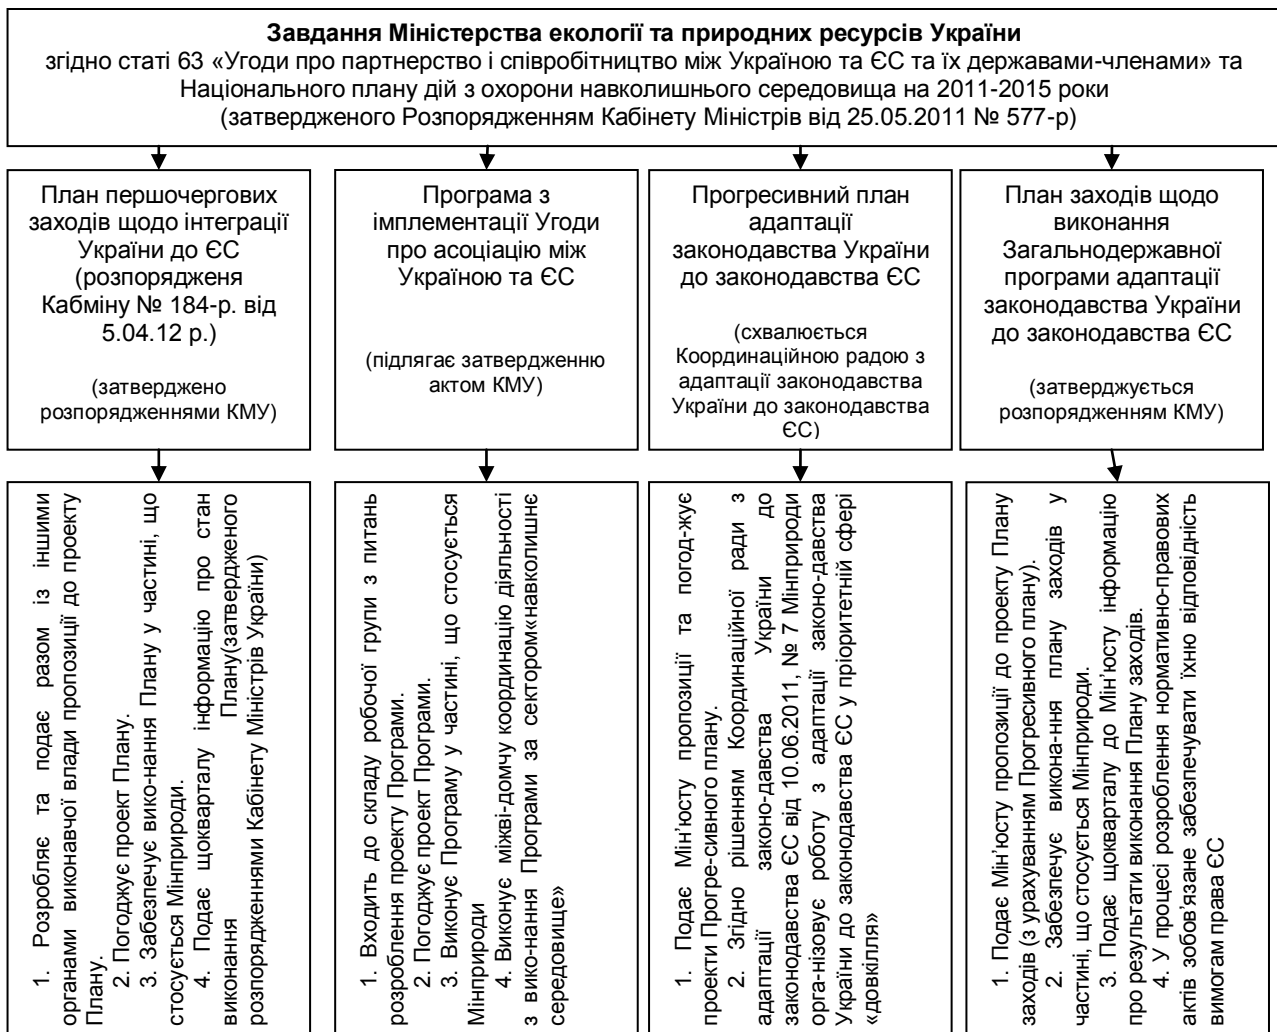 Завдання Міністерства екології та природних ресурсів України
згідно статі 63 «Угоди про партнерство і співробітництво між Україною та ЄС та їх державами-членами» та
Національного плану дій з охорони навколишнього середовища на 2011-2015 роки
(затвердженого Розпорядженням Кабінету Міністрів від 25.05.2011 № 577-р)
План першочергових
заходів щодо інтеграції
України до ЄС
(розпорядженя
Кабміну № 184-р. від
5.04.12 р.)
(затверджено
розпорядженнями КМУ)
Програма з
імплементації Угоди
про асоціацію між
Україною та ЄС
(підлягає затвердженню
актом КМУ)
Прогресивний план
адаптації
законодавства України
до законодавства ЄС
(схвалюється
Координаційною радою з
адаптації законодавства
України до законодавства
ЄС)
План заходів щодо
виконання
Загальнодержавної
програми адаптації
законодавства України
до законодавства ЄС
(затверджується
розпорядженням КМУ)
1. Розробляє та подає разом із іншими
органами виконавчої влади пропозиції до проекту
Плану.
2. Погоджує проект Плану.
3. Забезпечує вико-нання Плану у частині, що
стосується Мінприроди.
4. Подає щокварталу інформацію про стан
виконання Плану(затвердженого
розпорядженнями Кабінету Міністрів України)
1. Входить до складу робочої групи з питань
розроблення проекту Програми.
2. Погоджує проект Програми.
3. Виконує Програму у частині, що стосується
Мінприроди
4. Виконує міжві-домчу координацію діяльності
з вико-нання Програми за сектором«навколишнє
середовище»
1. Подає Мін'юсту пропозиції та погод-жує
проекти Прогре-сивного плану.
2. Згідно рішенням Координаційної ради з
адаптації законо-давства України до
законодавства ЄС від 10.06.2011, № 7 Мінприроди
орга-нізовує роботу з адаптації законо-давства
України до законодавства ЄС у пріоритетній сфері
«довкілля»
1. Подає Мін'юсту пропозиції до проекту Плану
заходів (з урахуванням Прогресивного плану).
2. Забезпечує викона-ння плану заходів у
частині, що стосується Мінприроди.
3. Подає щокварталу до Мін'юсту інформацію
про результати виконання Плану заходів.
4. У процесі розроблення нормативно-правових
актів зобов'язане забезпечувати їхню відповідність
вимогам права ЄС